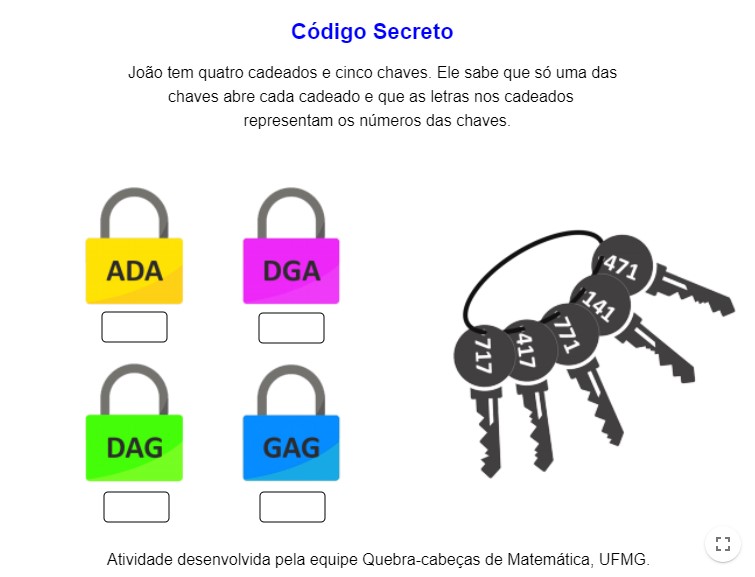 Código Secreto
João tem quatro cadeados e cinco chaves. Ele sabe que só uma das
chaves abre cada cadeado e que as letras nos cadeados
representam os números das chaves.
ADA
DGA
DAG
GAG
471
141
771
417
717
Atividade desenvolvida pela equipe Quebra-cabeças de Matemática, UFMG.